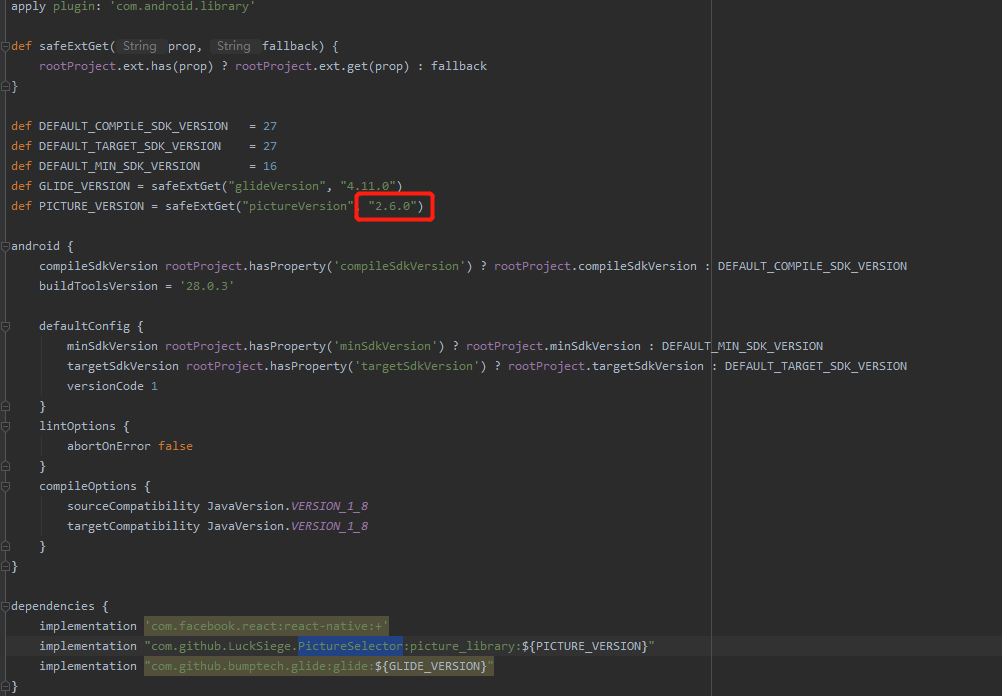 apply plugin: 'com.android.library'
def safeExtGet( String prop, String fallback) {
rootProject.ext.has(prop) ? rootProject.ext.get(prop) : fallback
}
def DEFAULT_COMPILE_SDK_VERSION = 27
def DEFAULT_TARGET_SDK_VERSION = 27
def DEFAULT_MIN_SDK_VERSION = 16
def GLIDE_VERSION = safeExtGet("glideVersion", "4.11.0")
def PICTURE_VERSION = safeExtGet("pictureVersion" "2.6.0")
android {
compileSdkVersion rootProject.hasProperty('compileSdkVersion') ? rootProject.compileSdkVersion : DEFAULT_COMPILE_SDK_VERSION
buildToolsVersion = '28.0.3'
defaultConfig {
minSdkVersion rootProject.hasProperty('minSdkVersion') ? rootProject.minSdkVersion : DEFAULT_MIN_SDK_VERSION
targetSdkVersion rootProject.hasProperty('targetSdkVersion') ? rootProject.targetSdkVersion : DEFAULT_TARGET_SDK_VERSION
versionCode 1
}
lintOptions {
abortOnError false
}
compileOptions {
sourceCompatibility JavaVersion.VERSION_1_8
targetCompatibility JavaVersion.VERSION_1_8
}
}
dependencies {
implementation 'com.facebook.react:react-native:+'
implementation "com.github.LuckSiege.PictureSelector:picture_library:${PICTURE_VERSION}"
implementation "com.github.bumptech.glide:glide:${GLIDE_VERSION}"
}